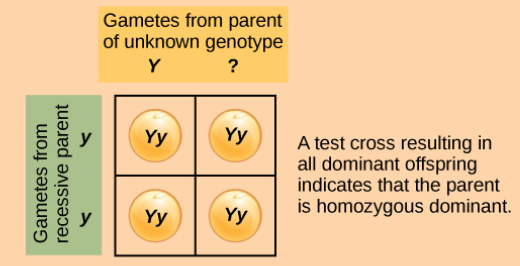 Gametes from parent
of unknown genotype
Y ?
Gametes from
recessive parent
y
Yy Yy
y
Yy Yy
A test cross resulting in
all dominant offspring
indicates that the parent
is homozygous dominant.